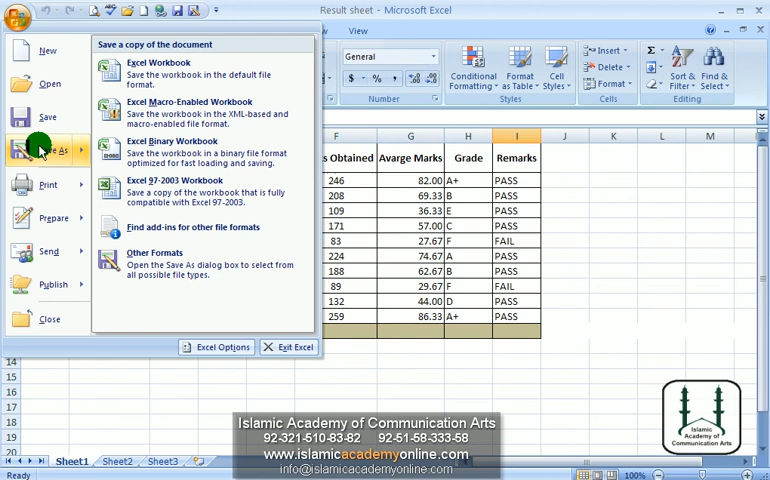 Result sheet - Microsoft Excel
View
New
Open
Save
As
Print
Prepare
Send
Publish
Close
Save a copy of the document
Excel Workbook
Save the workbook in the default file
format.
Excel Macro-Enabled Workbook
Save the workbook in the XML-based and
macro-enabled file format.
Excel Binary Workbook
Save the workbook in a binary file format
optimized for fast loading and saving.
Excel 97-2003 Workbook
Save a copy of the workbook that is fully
compatible with Excel 97-2003.
Find add-ins for other file formats
Other Formats
Open the Save As dialog box to select from
all possible file types.
Excel Options
Exit Excel
General
$ % ,
Number
Conditional
Formatting
Format
as Table
Cell
Styles
Styles
Insert
Delete
Format
Cells
Sort &
Filter
Find &
Select
Editing
F G H I J K L M
Obtained Avarge Marks Grade Remarks
246 82.00 A+ PASS
208 69.33 B PASS
109 36.33 E PASS
171 57.00 C PASS
83 27.67 F FAIL
224 74.67 A PASS
188 62.67 B PASS
89 29.67 F FAIL
132 44.00 D PASS
259 86.33 A+ PASS
14
15
16
17
18
19
20
Islamic Academy of Communication Arts
92-321-510-83-82 92-51-58-333-58
www.islamicacademyonline.com
info@islamicacademyonline.com
Islamic
Academy of
Communication Arts
Sheet1 Sheet2 Sheet3
Ready
100%